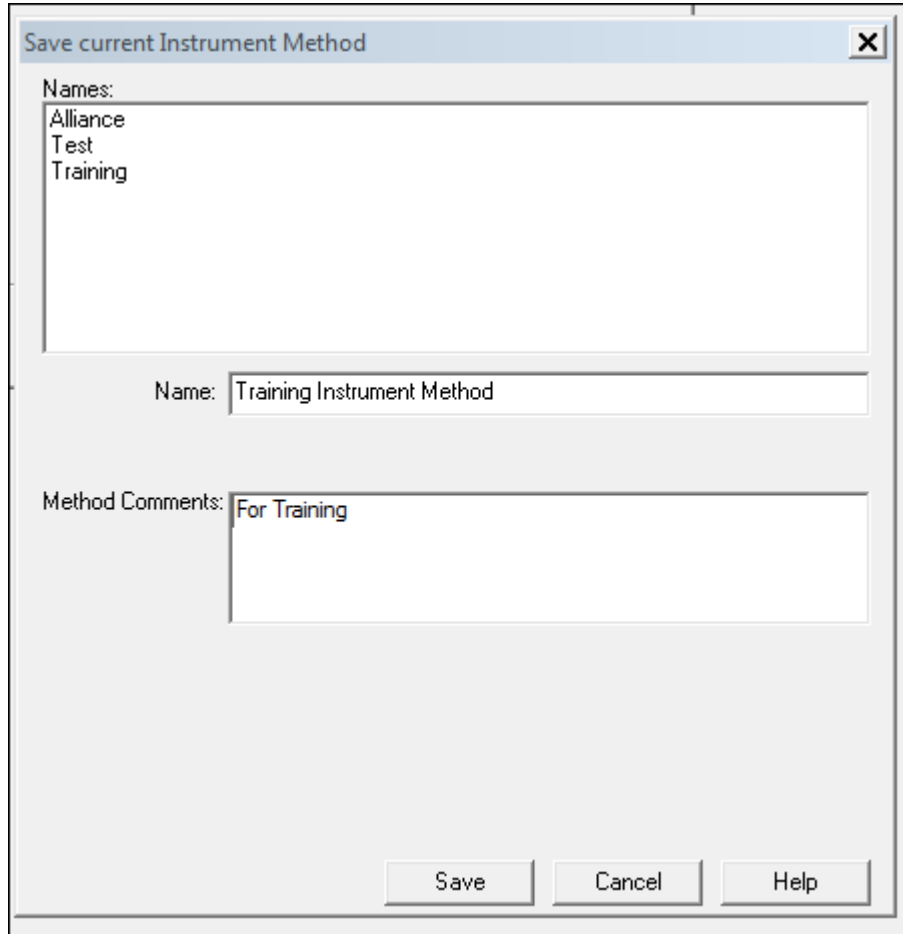 Save current Instrument Method
Names:
Alliance
Test
Training
Name: Training Instrument Method
Method Comments: For Training
Save Cancel Help